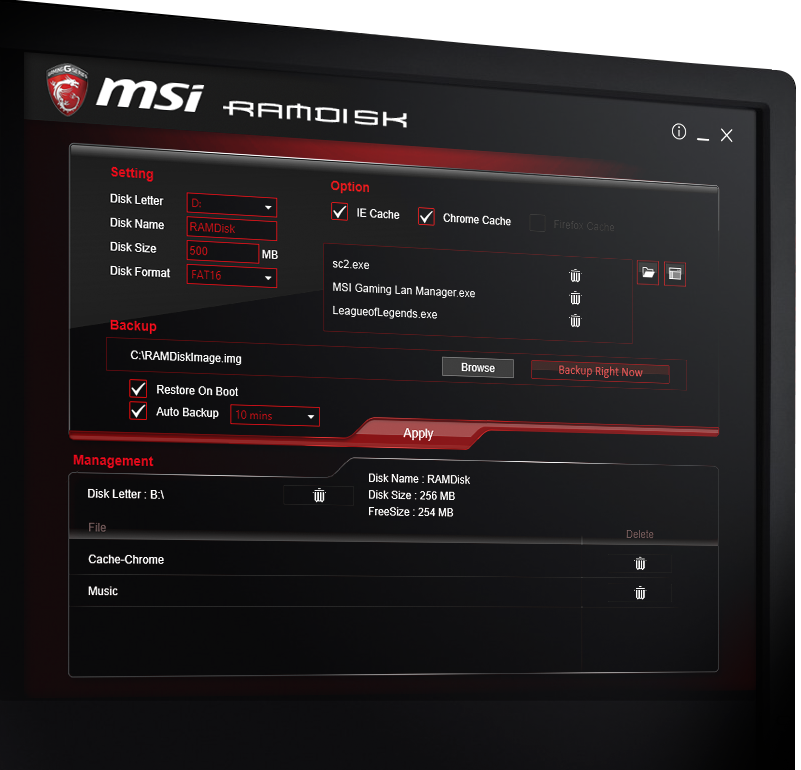 GAMING G SERIES
msi RAMDISK
Setting
Disk Letter D:
Disk Name RAMDisk
Disk Size 500 MB
Disk Format FAT16
Option
IE Cache Chrome Cache Firefox Cache
sc2.exe
MSI Gaming Lan Manager.exe
LeagueofLegends.exe
Backup
C:\RAMDiskImage.img Browse Backup Right Now
Restore On Boot
Auto Backup 10 mins
Apply
Management
Disk Letter : B:\
Disk Name : RAMDisk
Disk Size : 256 MB
FreeSize : 254 MB
File Delete
Cache-Chrome
Music